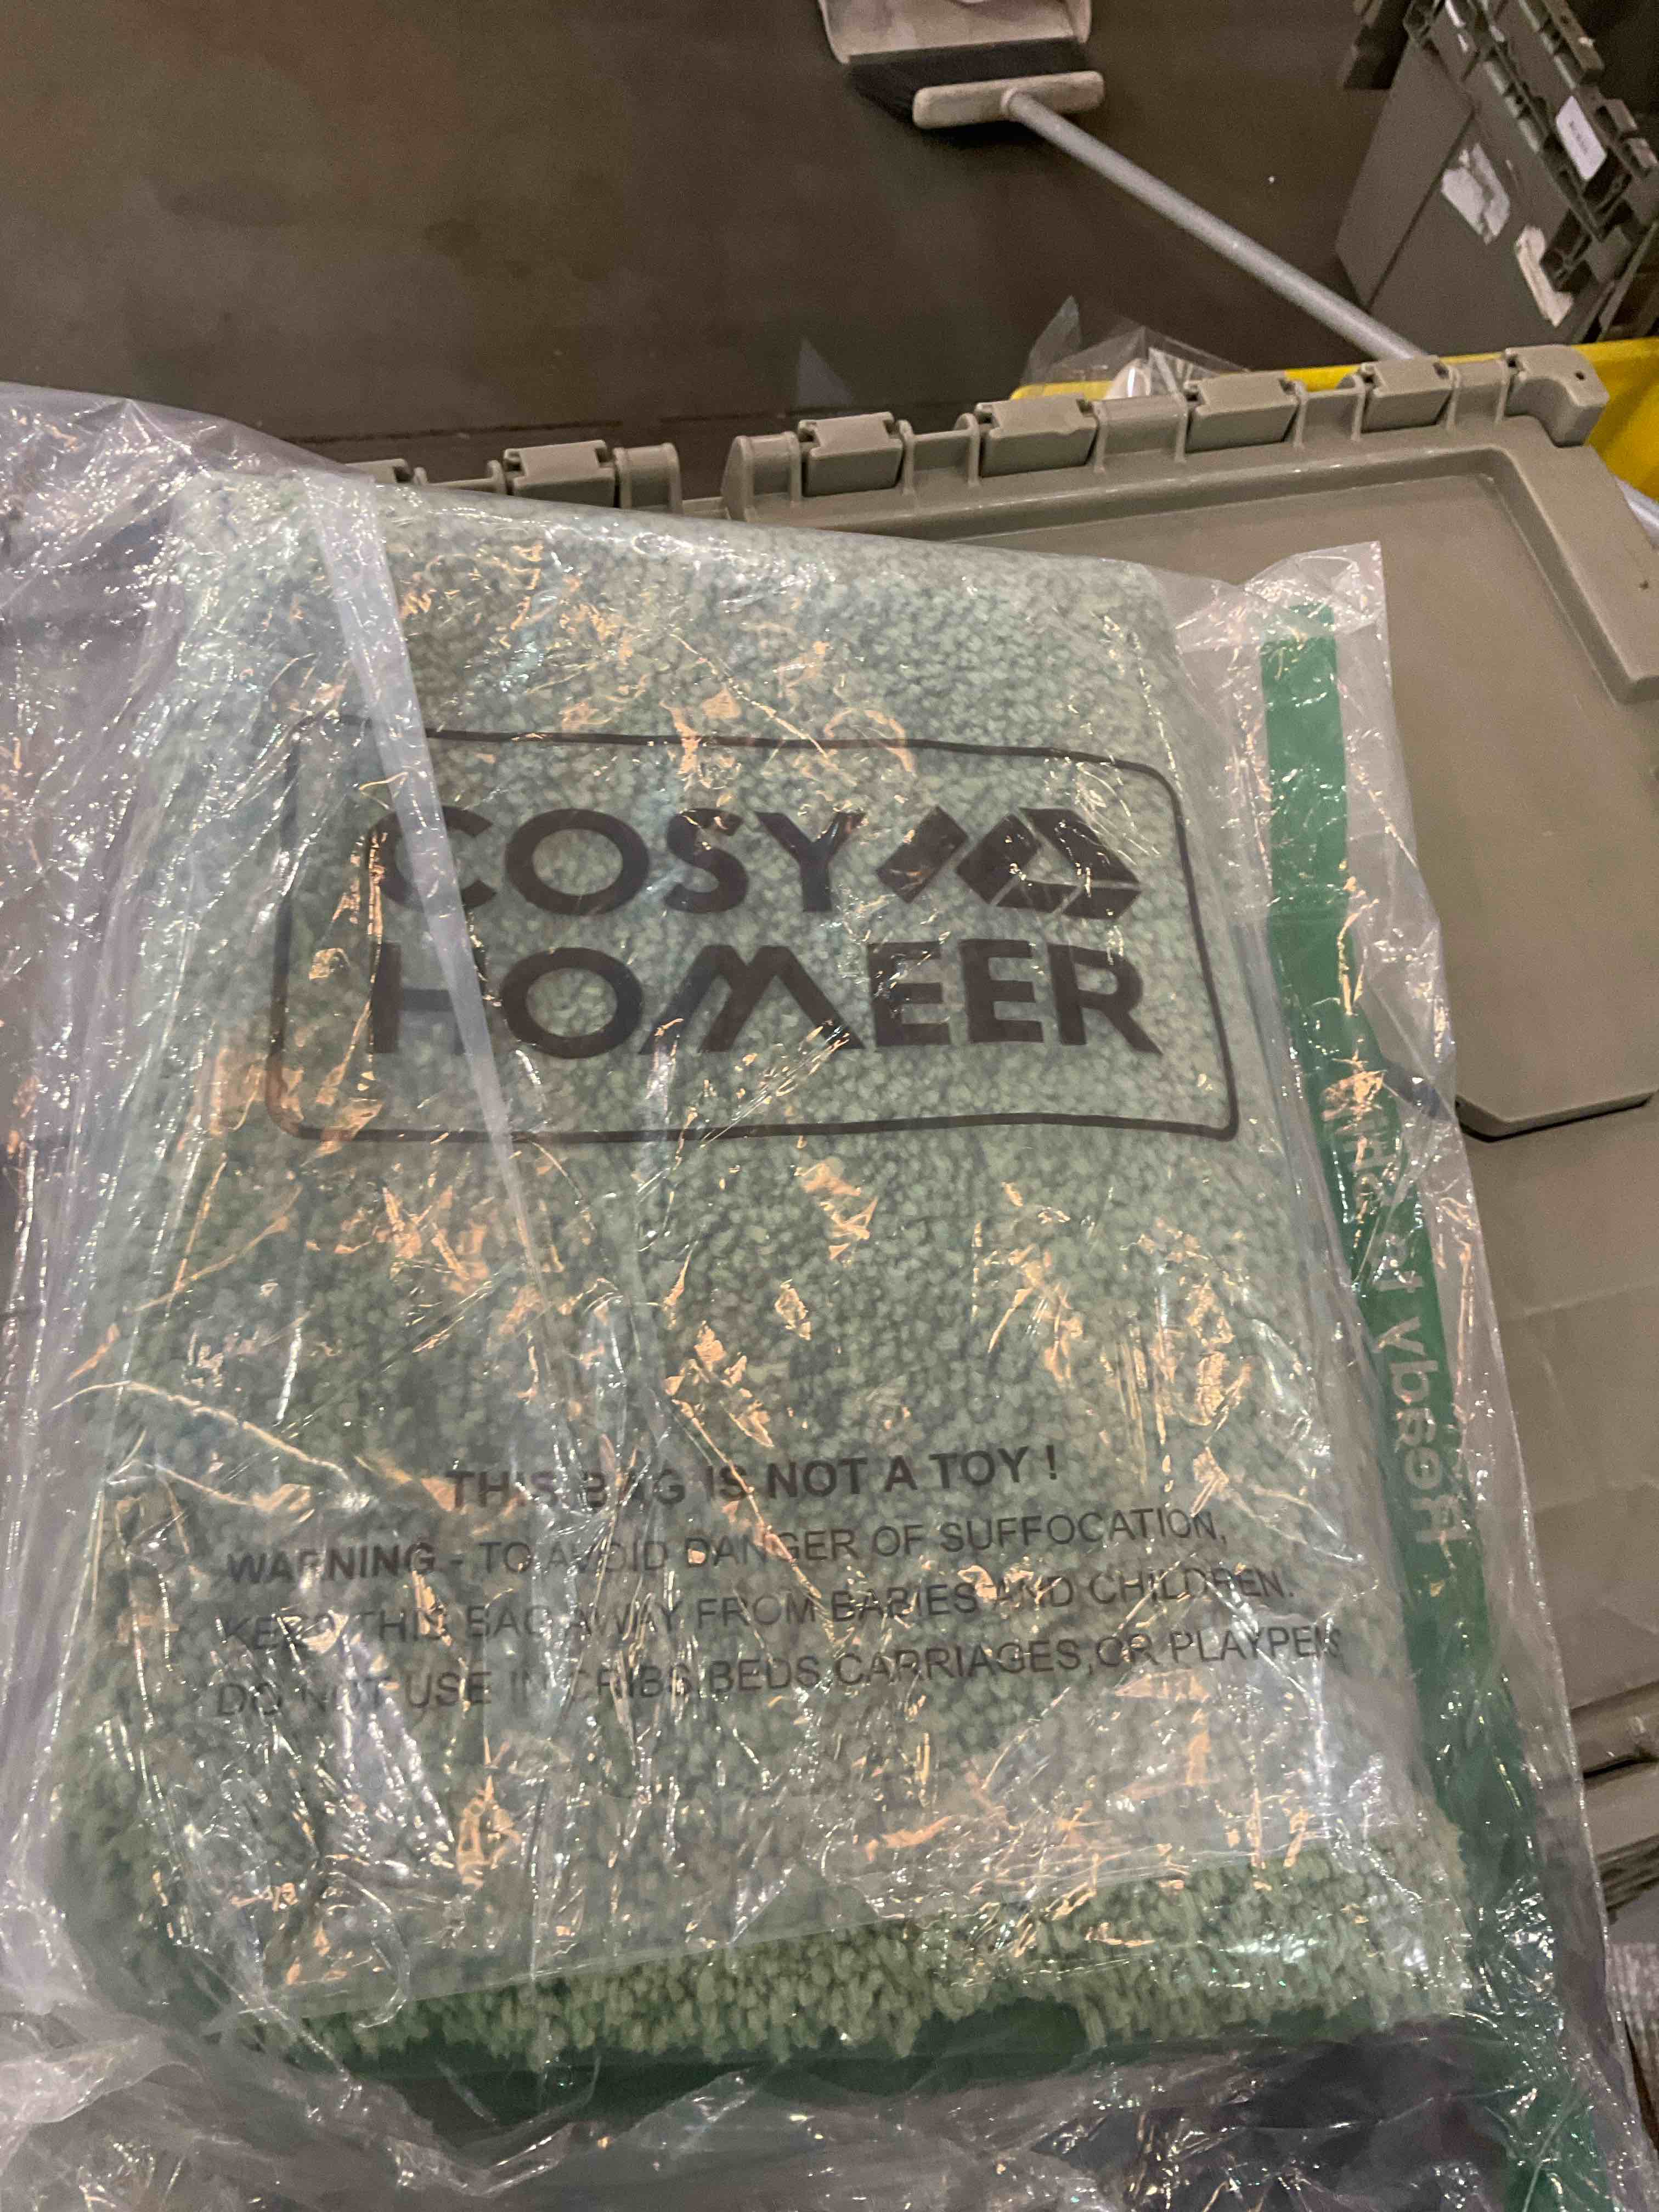 COSY
HOMEER
THIS BAG IS NOT A TOY !
WARNING - TO AVOID DANGER OF SUFFOCATION,
KEEP THIS BAG AWAY FROM BABIES AND CHILDREN.
DO NOT USE IN CRIBS,BEDS,CARRIAGES,OR PLAYPENS